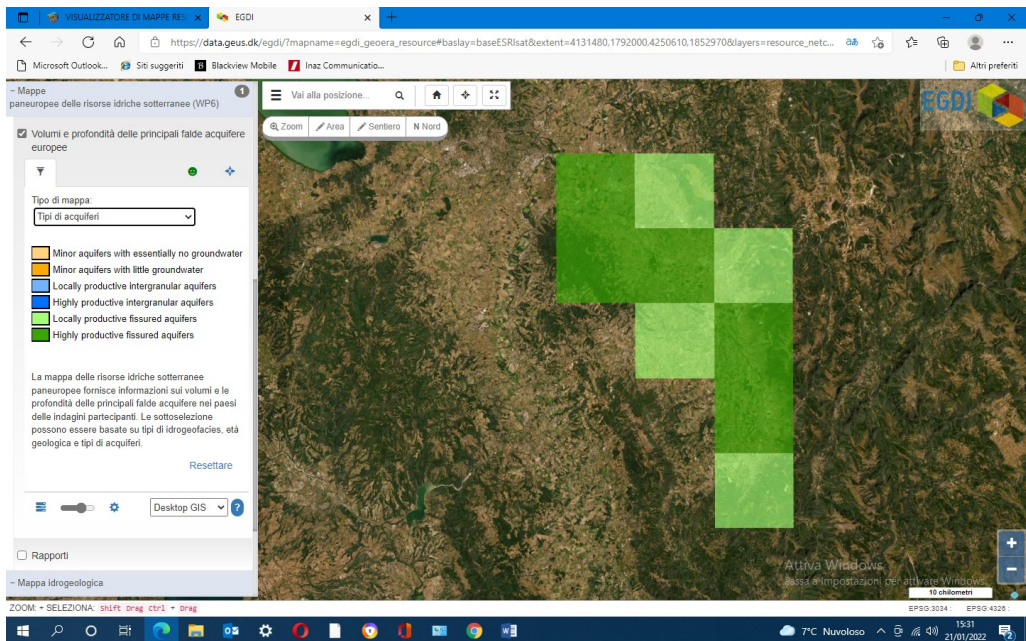 VISUALIZZATORE DI MAPPE RES
EGDI
https://data.geus.dk/egdi/?mapname=egdi_geoera_resource#baslay=baseESRIsat&extent=4131480,1792000,4250610,1852970&layers=resource_netc...
Microsoft Outlook...
Siti suggeriti
Blackview Mobile
Inaz Communicatio...
Altri preferiti
− Mappe
paneuropee delle risorse idriche sotterranee (WP6)
1
Vai alla posizione...
EGDI
Zoom
Area
Sentiero
N Nord
Volumi e profondità delle principali falde acquifere
europee
Tipo di mappa:
Tipi di acquiferi
Minor aquifers with essentially no groundwater
Minor aquifers with little groundwater
Locally productive intergranular aquifers
Highly productive intergranular aquifers
Locally productive fissured aquifers
Highly productive fissured aquifers
La mappa delle risorse idriche sotterranee
paneuropee fornisce informazioni sui volumi e le
profondità delle principali falde acquifere nei paesi
delle indagini partecipanti. Le sottoselezione
possono essere basate su tipi di idrogeofacies, età
geologica e tipi di acquiferi.
Resettare
Desktop GIS
?
Rapporti
− Mappa idrogeologica
Attiva Windows
Passa a Impostazioni per attivare Windows.
10 chilometri
ZOOM: + SELEZIONA: Shift Drag Ctrl + Drag
EPSG:3034 :
EPSG:4326 :
7°C Nuvoloso
15:31
21/01/2022